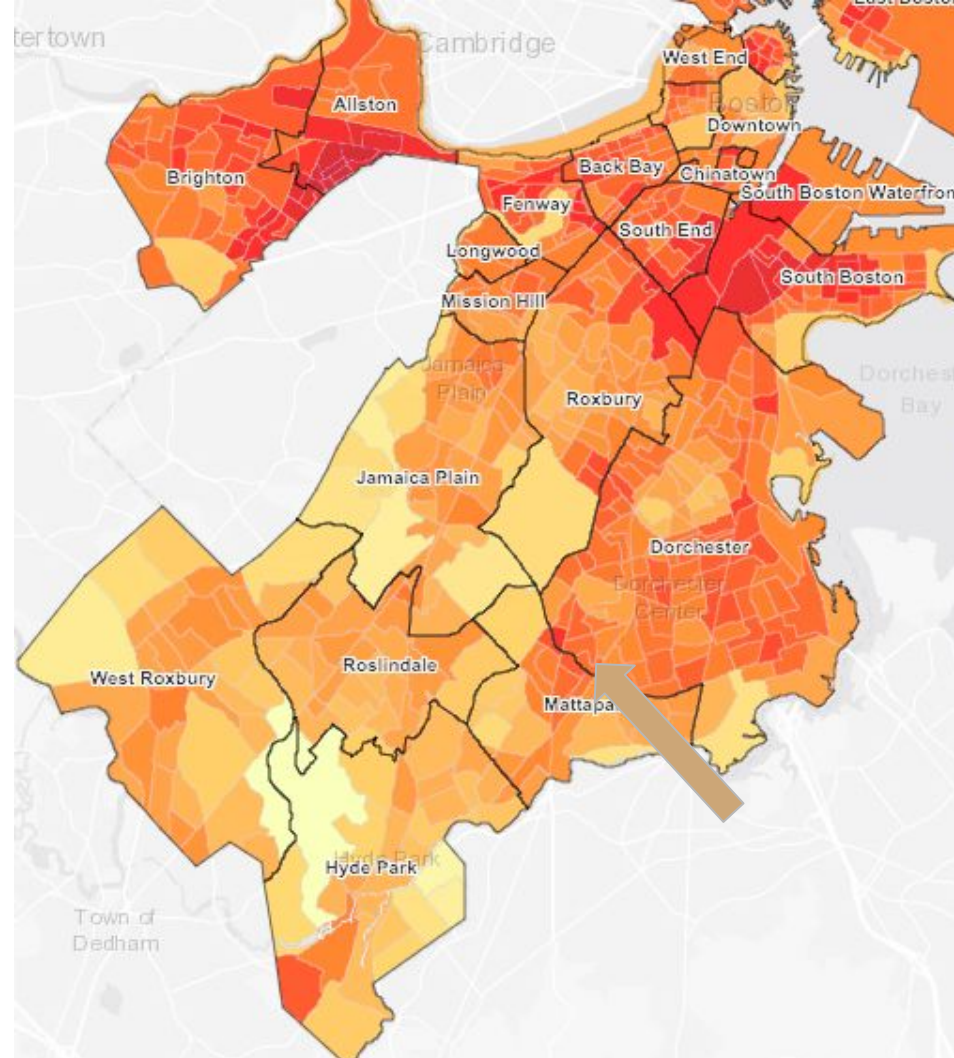 East Bosto
tertown
Cambridge
West End
Allston
Boston
Downtown
Back Bay
Chinatown
Brighton
South Boston Waterfron
Fenway
South End
Longwood
South Boston
Mission Hill
Jamaica
Plain
Dorchest
Bay
Roxbury
Jamaica Plain
Dorchester
Dorchester
Center
Roslindale
West Roxbury
Mattapa
Hyde Park
Hyde Park
Town of
Dedham